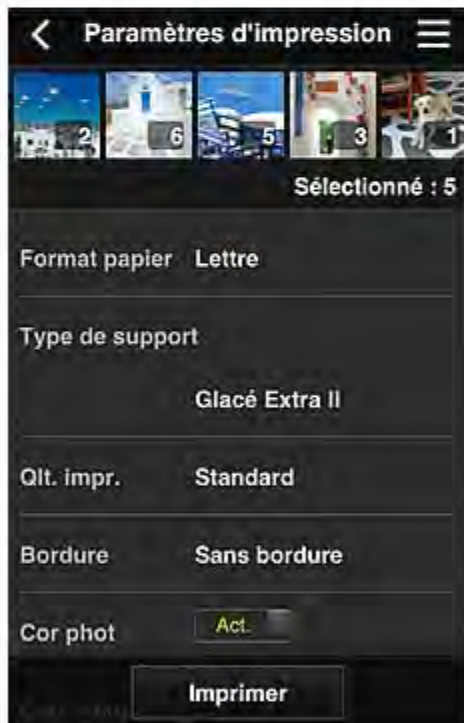 Paramètres d'impression
2 6 5 3 1
Sélectionné : 5
Format papier Lettre
Type de support
Glacé Extra II
Qlt. impr. Standard
Bordure Sans bordure
Cor phot Act.
Imprimer